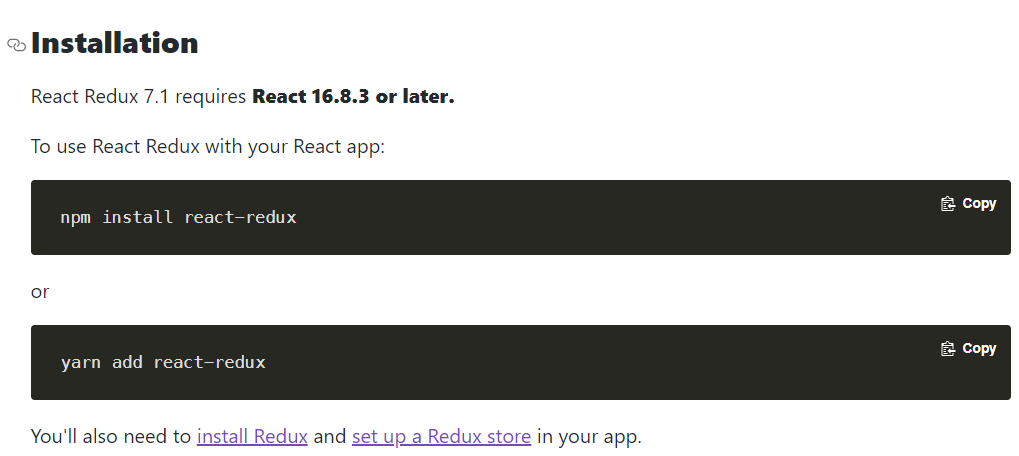 Installation
React Redux 7.1 requires React 16.8.3 or later.
To use React Redux with your React app:
Copy
npm install react-redux
or
Copy
yarn add react-redux
You'll also need to install Redux and set up a Redux store in your app.